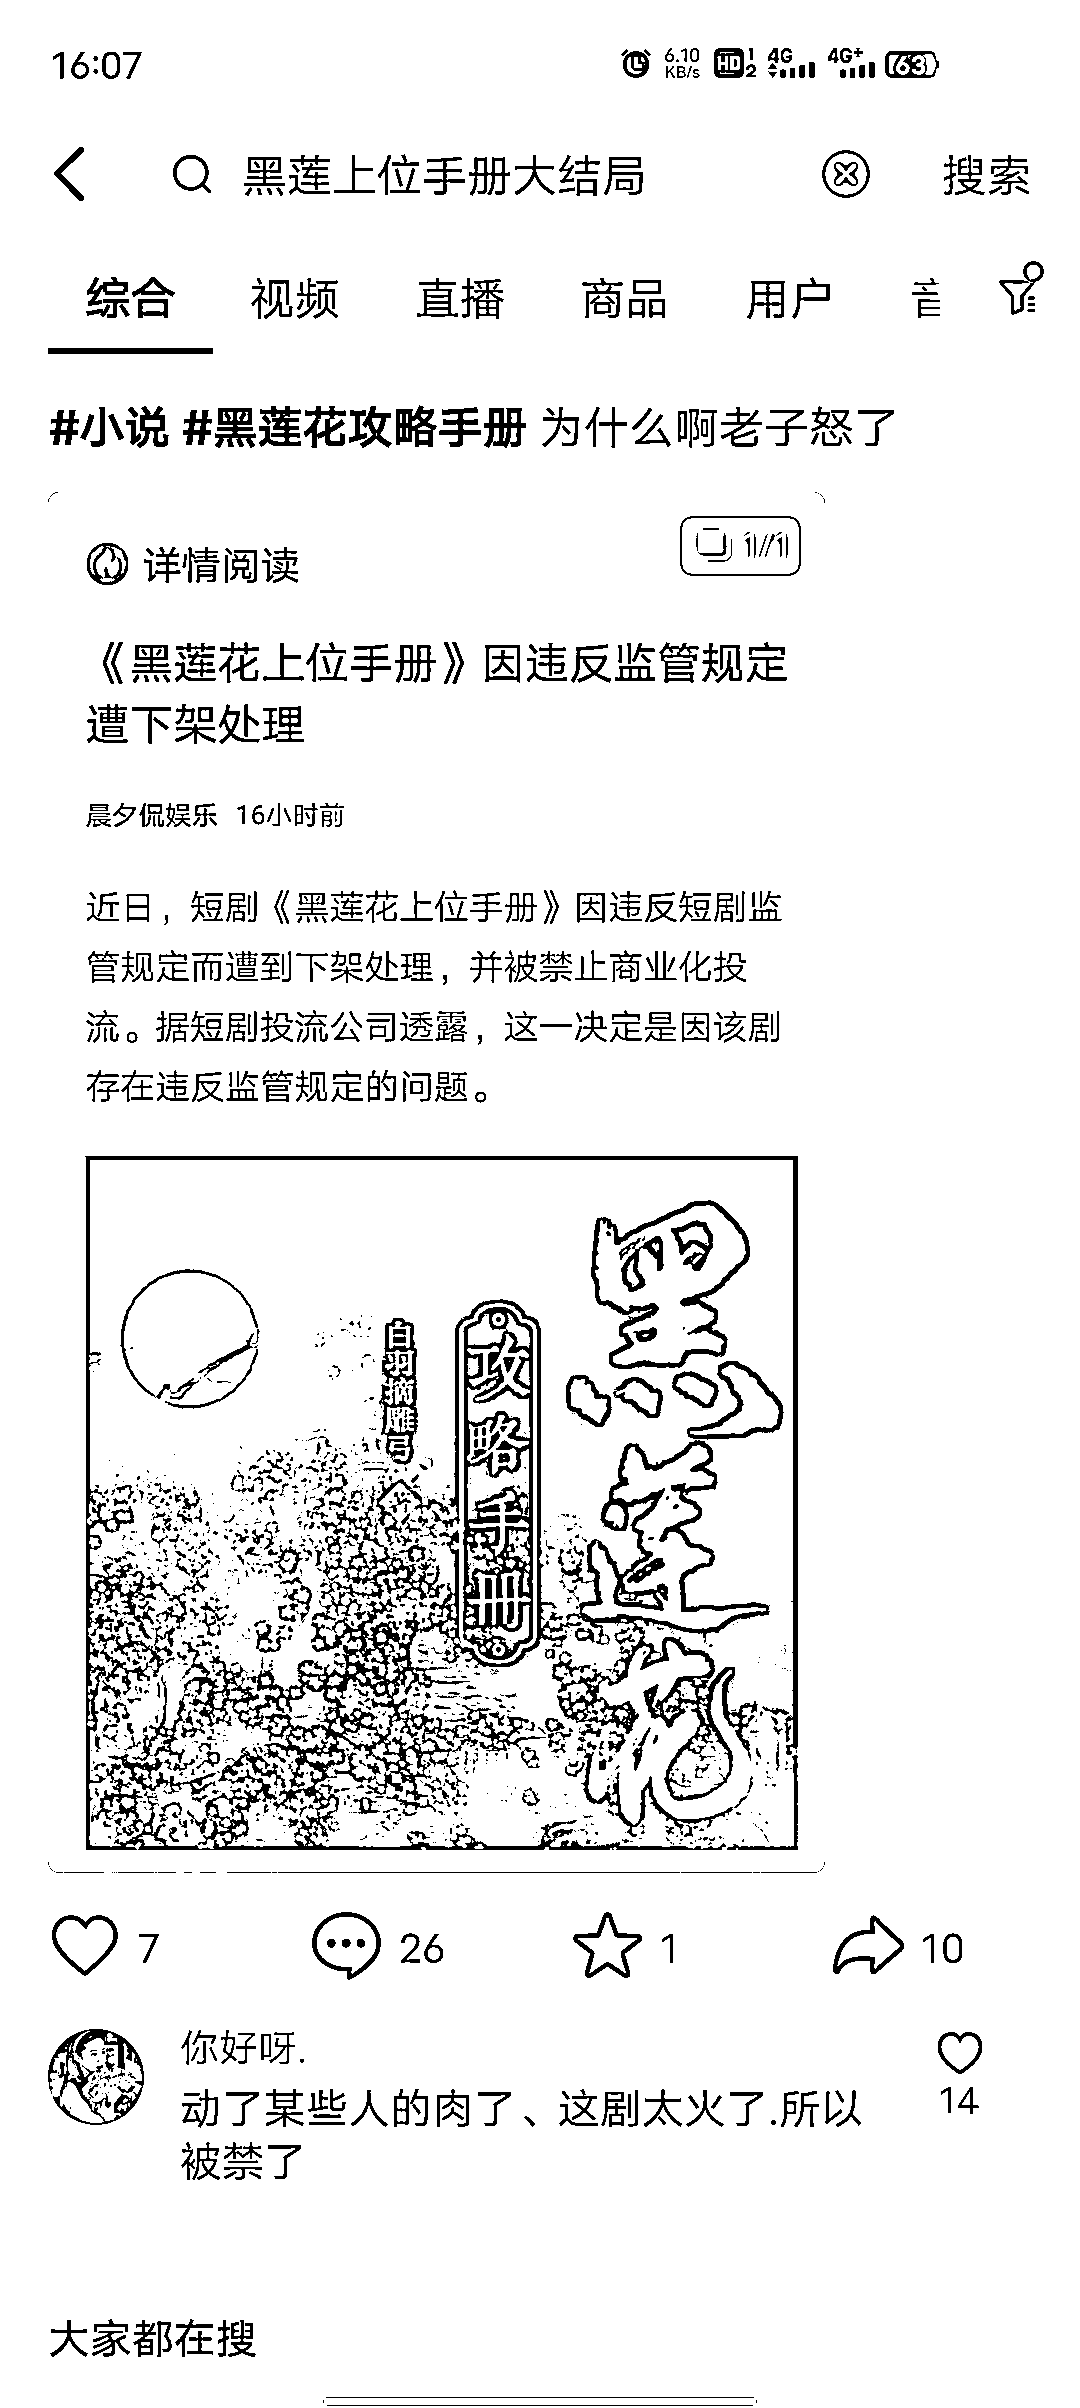 16:07 6.10 KB/s HD 1 2 4G 4G+ 63
黑莲上位手册大结局 搜索
综合 视频 直播 商品 用户
#小说 #黑莲花攻略手册 为什么啊老子怒了
1/1
详情阅读
《黑莲花上位手册》因违反监管规定
遭下架处理
晨夕侃娱乐 16小时前
近日，短剧《黑莲花上位手册》因违反短剧监
管规定而遭到下架处理，并被禁止商业化投
流。据短剧投流公司透露，这一决定是因该剧
存在违反监管规定的问题。
黑莲花
攻略手册
白羽摘雕弓
7 26 1 10
你好呀.
动了某些人的肉了、这剧太火了.所以
被禁了
14
大家都在搜